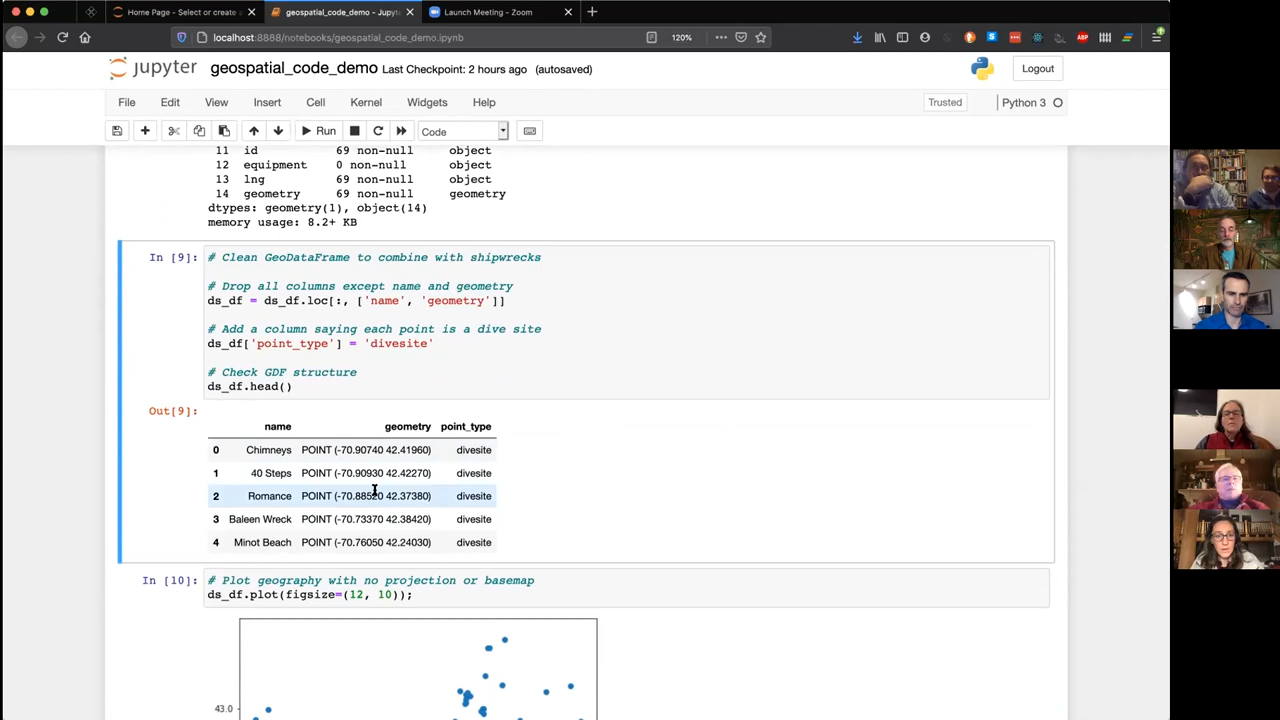 Home Page - Select or create a
geospatial_code_demo - Jupyte
Launch Meeting - Zoom
localhost:8888/notebooks/geospatial_code_demo.ipynb
120%
ABP
jupyter geospatial_code_demo Last Checkpoint: 2 hours ago (autosaved)
Logout
File Edit View Insert Cell Kernel Widgets Help
Trusted
Python 3
Run
Code
11 id 69 non-null object
12 equipment 0 non-null object
13 lng 69 non-null object
14 geometry 69 non-null geometry
dtypes: geometry(1), object(14)
memory usage: 8.2+ KB
In [9]:
# Clean GeoDataFrame to combine with shipwrecks
# Drop all columns except name and geometry
ds_df = ds_df.loc[:, ['name', 'geometry']]
# Add a column saying each point is a dive site
ds_df['point_type'] = 'divesite'
# Check GDF structure
ds_df.head()
Out[9]:
name geometry point_type
0 Chimneys POINT (-70.90740 42.41960) divesite
1 40 Steps POINT (-70.90930 42.42270) divesite
2 Romance POINT (-70.88520 42.37380) divesite
3 Baleen Wreck POINT (-70.73370 42.38420) divesite
4 Minot Beach POINT (-70.76050 42.24030) divesite
In [10]:
# Plot geography with no projection or basemap
ds_df.plot(figsize=(12, 10));
43.0